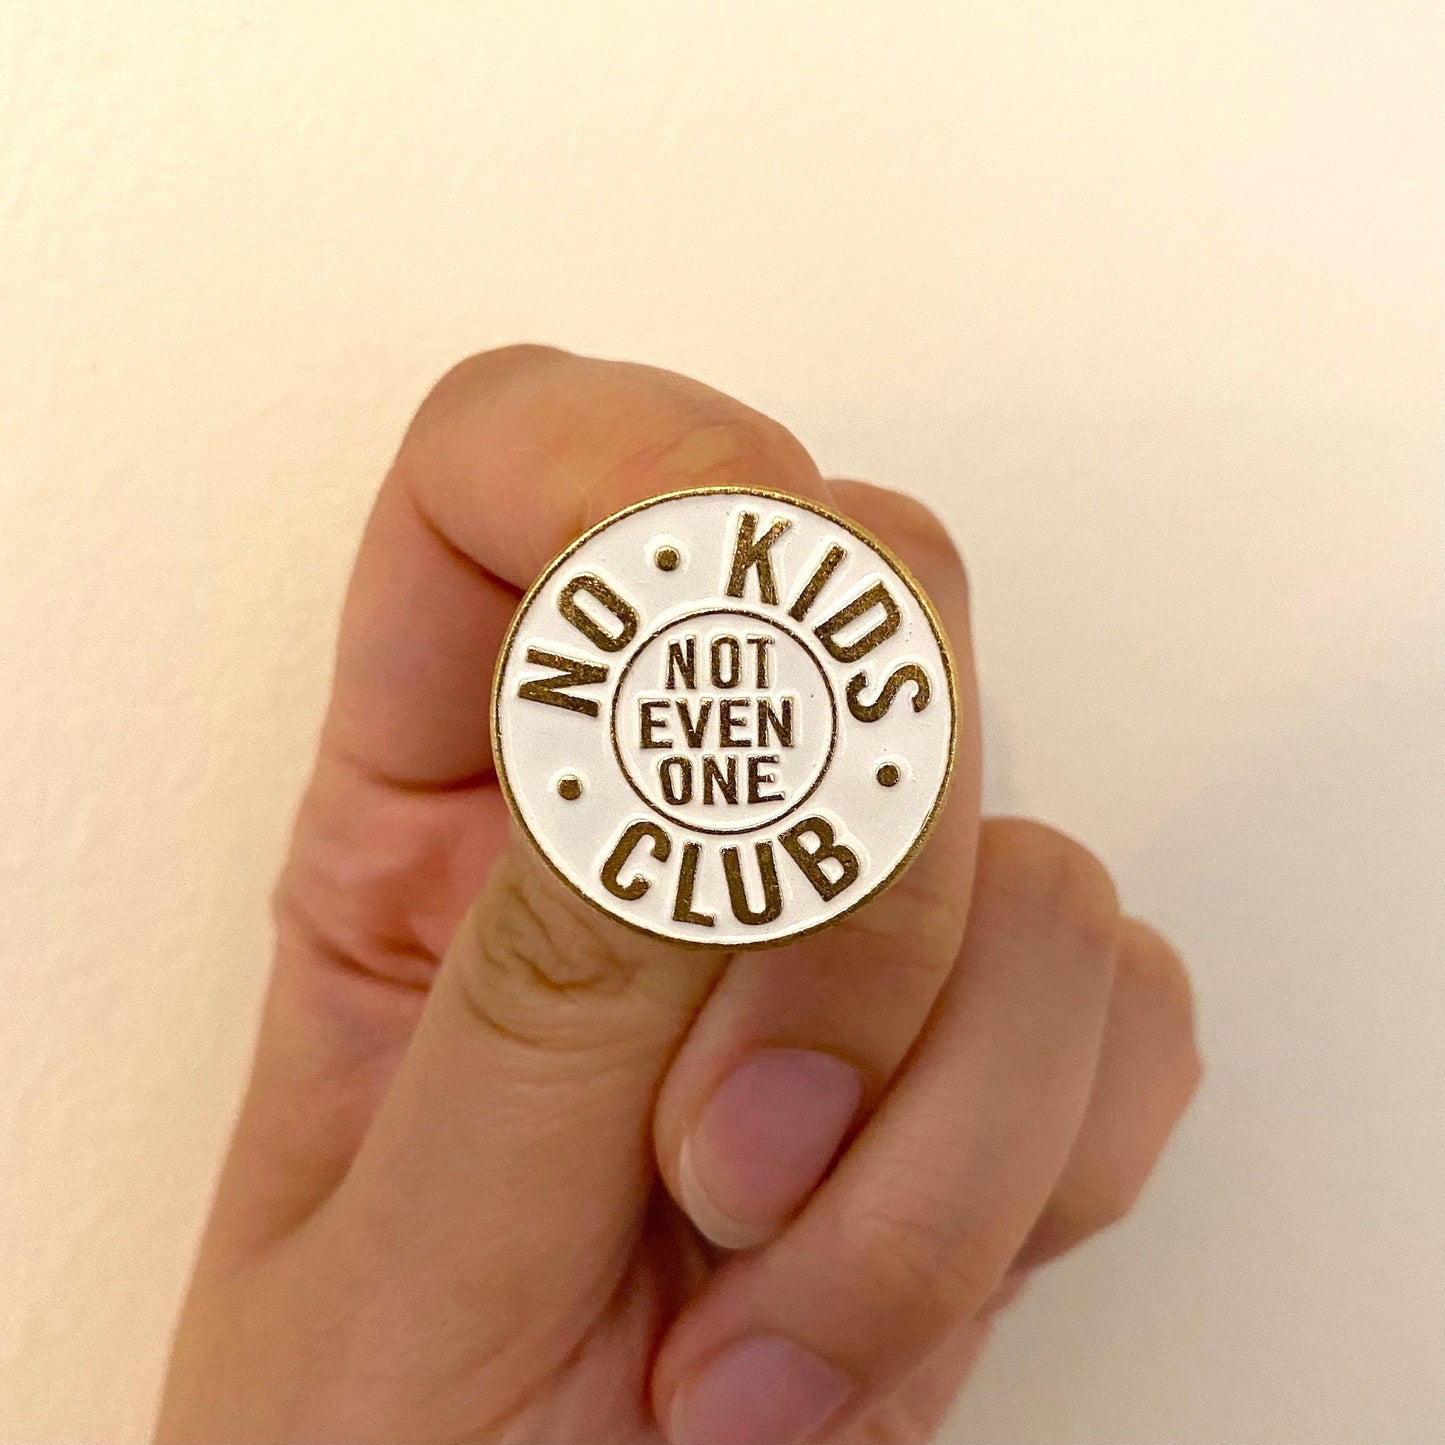 NO • KIDS
• CLUB •
NOT
EVEN
ONE